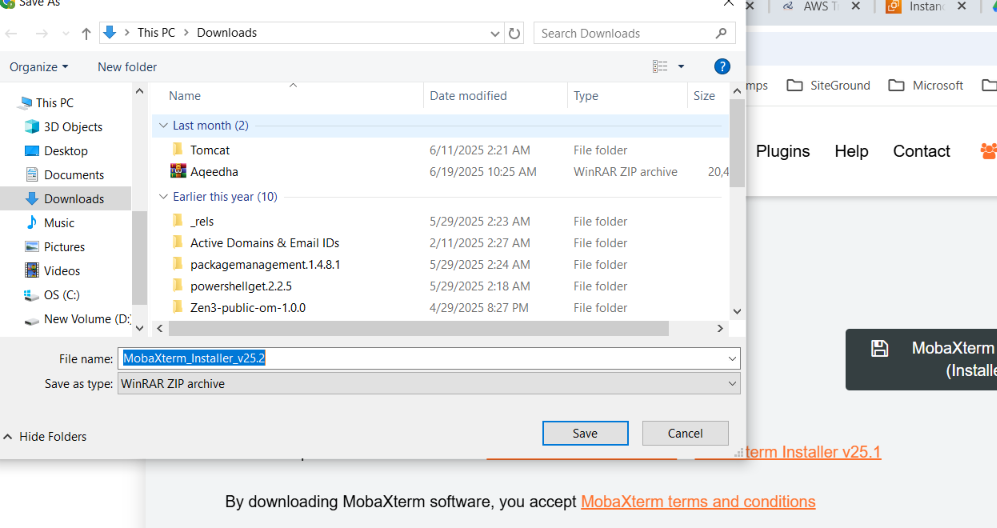 Save As
AWS T
Instan
This PC > Downloads
Search Downloads
Organize
New folder
?
mps
SiteGround
Microsoft
This PC
3D Objects
Desktop
Documents
Downloads
Music
Pictures
Videos
OS (C:)
New Volume (D:
Name
Date modified
Type
Size
Last month (2)
Tomcat 6/11/2025 2:21 AM File folder
Aqeedha 6/19/2025 10:25 AM WinRAR ZIP archive 20,4
Earlier this year (10)
_rels 5/29/2025 2:23 AM File folder
Active Domains & Email IDs 2/11/2025 2:27 AM File folder
packagemanagement.1.4.8.1 5/29/2025 2:24 AM File folder
powershellget.2.2.5 5/29/2025 2:18 AM File folder
Zen3-public-om-1.0.0 4/29/2025 8:27 PM File folder
File name: MobaXterm_Installer_v25.2
Save as type: WinRAR ZIP archive
Hide Folders
Save
Cancel
Plugins
Help
Contact
MobaXterm
(Installe
term Installer v25.1
By downloading MobaXterm software, you accept MobaXterm terms and conditions